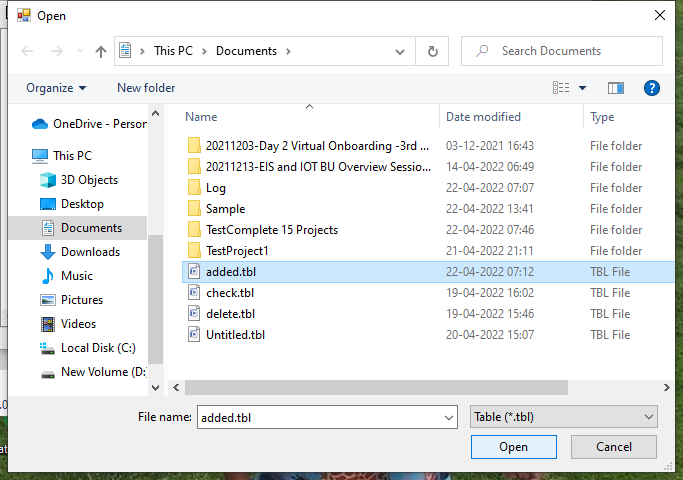 Open
This PC > Documents >
Search Documents
Organize New folder
Name Date modified Type
OneDrive - Person
This PC
3D Objects
Desktop
Documents
Downloads
Music
Pictures
Videos
Local Disk (C:)
New Volume (D:
20211203-Day 2 Virtual Onboarding -3rd ... 03-12-2021 16:43 File folder
20211213-EIS and IOT BU Overview Sessio... 14-04-2022 06:49 File folder
Log 22-04-2022 07:07 File folder
Sample 22-04-2022 13:41 File folder
TestComplete 15 Projects 22-04-2022 07:46 File folder
TestProject1 21-04-2022 21:11 File folder
added.tbl 22-04-2022 07:12 TBL File
check.tbl 19-04-2022 16:02 TBL File
delete.tbl 19-04-2022 15:46 TBL File
Untitled.tbl 20-04-2022 15:07 TBL File
File name: added.tbl Table (*.tbl)
Open Cancel